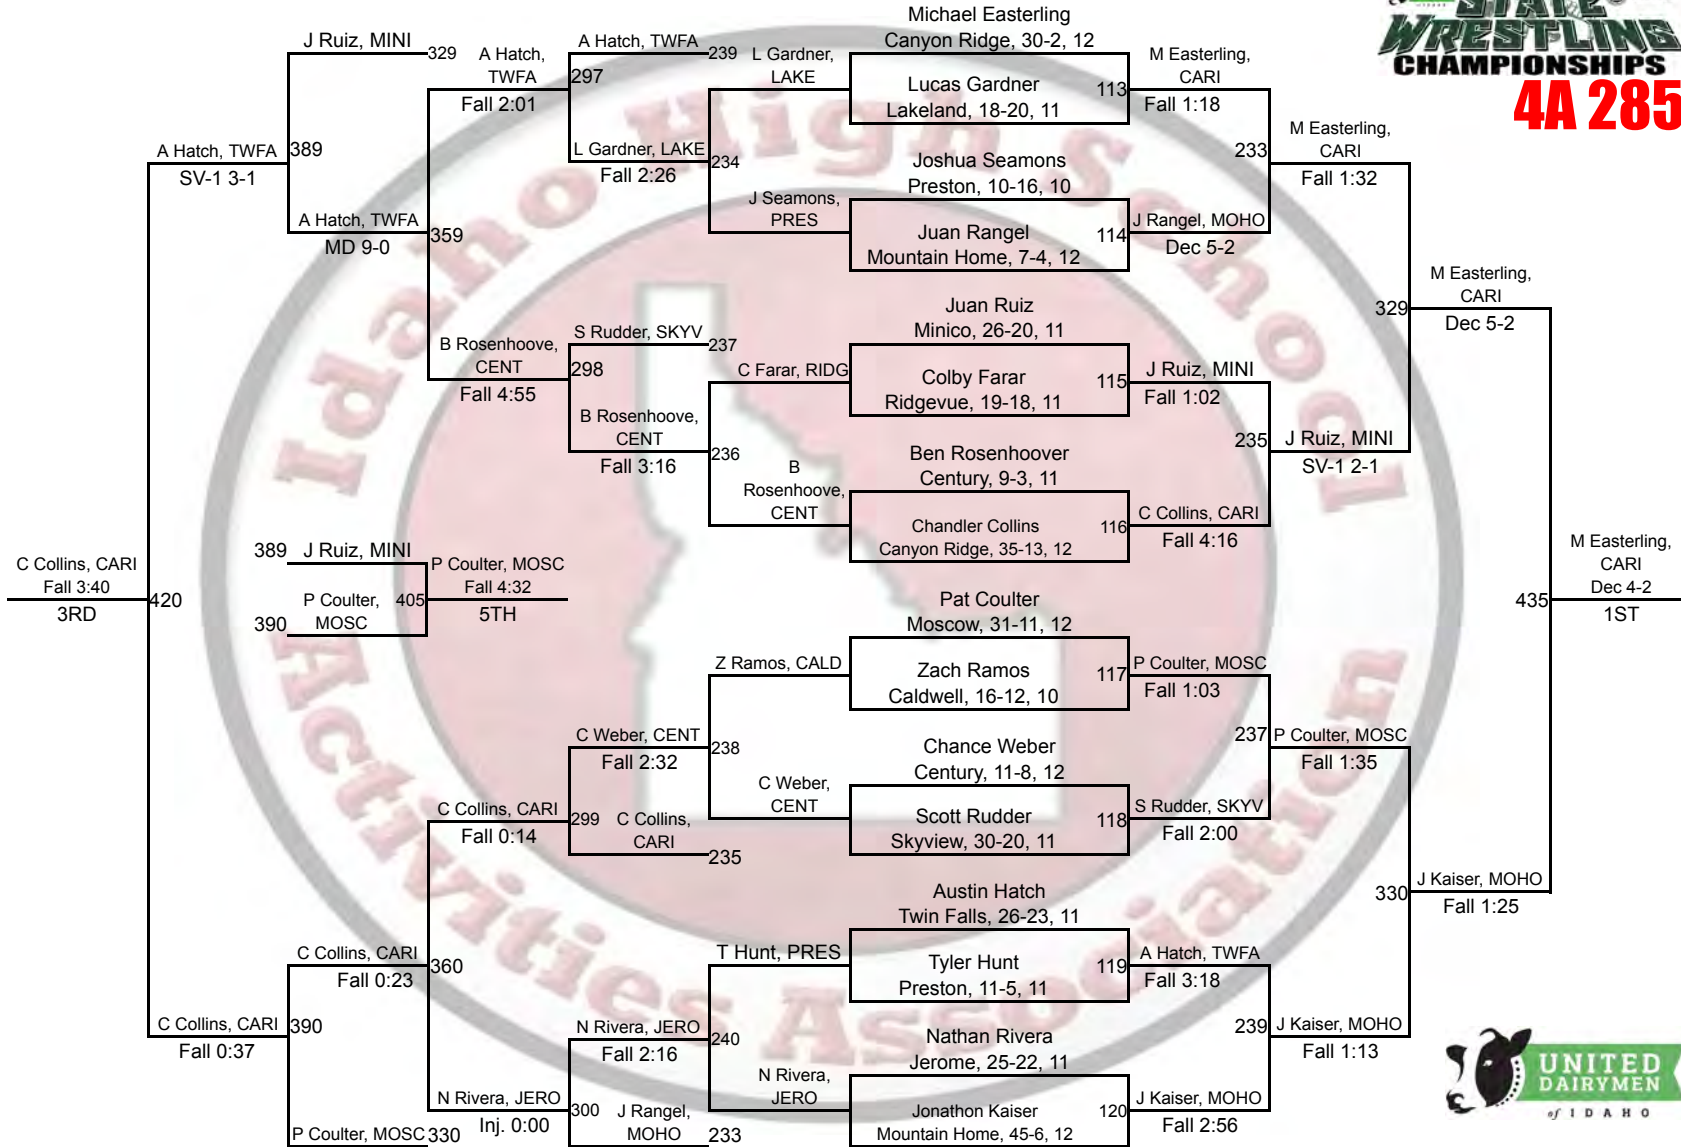 STATE
WRESTLING
CHAMPIONSHIPS
4A 285
Idaho High School
Activities Association
Michael Easterling
Canyon Ridge, 30-2, 12
Lucas Gardner
Lakeland, 18-20, 11
113
Joshua Seamons
Preston, 10-16, 10
Juan Rangel
Mountain Home, 7-4, 12
114
Juan Ruiz
Minico, 26-20, 11
Colby Farar
Ridgevue, 19-18, 11
115
Ben Rosenhoover
Century, 9-3, 11
Chandler Collins
Canyon Ridge, 35-13, 12
116
Pat Coulter
Moscow, 31-11, 12
Zach Ramos
Caldwell, 16-12, 10
117
Chance Weber
Century, 11-8, 12
Scott Rudder
Skyview, 30-20, 11
118
Austin Hatch
Twin Falls, 26-23, 11
Tyler Hunt
Preston, 11-5, 11
119
Nathan Rivera
Jerome, 25-22, 11
Jonathon Kaiser
Mountain Home, 45-6, 12
120
M Easterling,
CARI
Fall 1:18
233
J Rangel, MOHO
Dec 5-2
J Ruiz, MINI
Fall 1:02
235
C Collins, CARI
Fall 4:16
P Coulter, MOSC
Fall 1:03
237
S Rudder, SKYV
Fall 2:00
A Hatch, TWFA
Fall 3:18
239
J Kaiser, MOHO
Fall 2:56
M Easterling,
CARI
Fall 1:32
329
J Ruiz, MINI
SV-1 2-1
P Coulter, MOSC
Fall 1:35
330
J Kaiser, MOHO
Fall 1:13
M Easterling,
CARI
Dec 5-2
435
J Kaiser, MOHO
Fall 1:25
M Easterling,
CARI
Dec 4-2
1ST
L Gardner,
LAKE
234
J Seamons,
PRES
C Farar, RIDG
236
B
Rosenhoove,
CENT
Z Ramos, CALD
238
C Weber,
CENT
T Hunt, PRES
240
N Rivera,
JERO
A Hatch, TWFA
239
297
L Gardner, LAKE
Fall 2:26
S Rudder, SKYV
237
298
B Rosenhoove,
CENT
Fall 3:16
C Weber, CENT
Fall 2:32
299
C Collins,
CARI
235
N Rivera, JERO
Fall 2:16
300
J Rangel,
MOHO
233
A Hatch,
TWFA
Fall 2:01
359
B Rosenhoove,
CENT
Fall 4:55
C Collins, CARI
Fall 0:14
360
N Rivera, JERO
Inj. 0:00
J Ruiz, MINI
329
389
A Hatch, TWFA
MD 9-0
C Collins, CARI
Fall 0:23
390
P Coulter, MOSC
330
A Hatch, TWFA
SV-1 3-1
420
C Collins, CARI
Fall 0:37
C Collins, CARI
Fall 3:40
3RD
389
J Ruiz, MINI
405
390
P Coulter,
MOSC
P Coulter, MOSC
Fall 4:32
5TH
UNITED
DAIRYMEN
of IDAHO